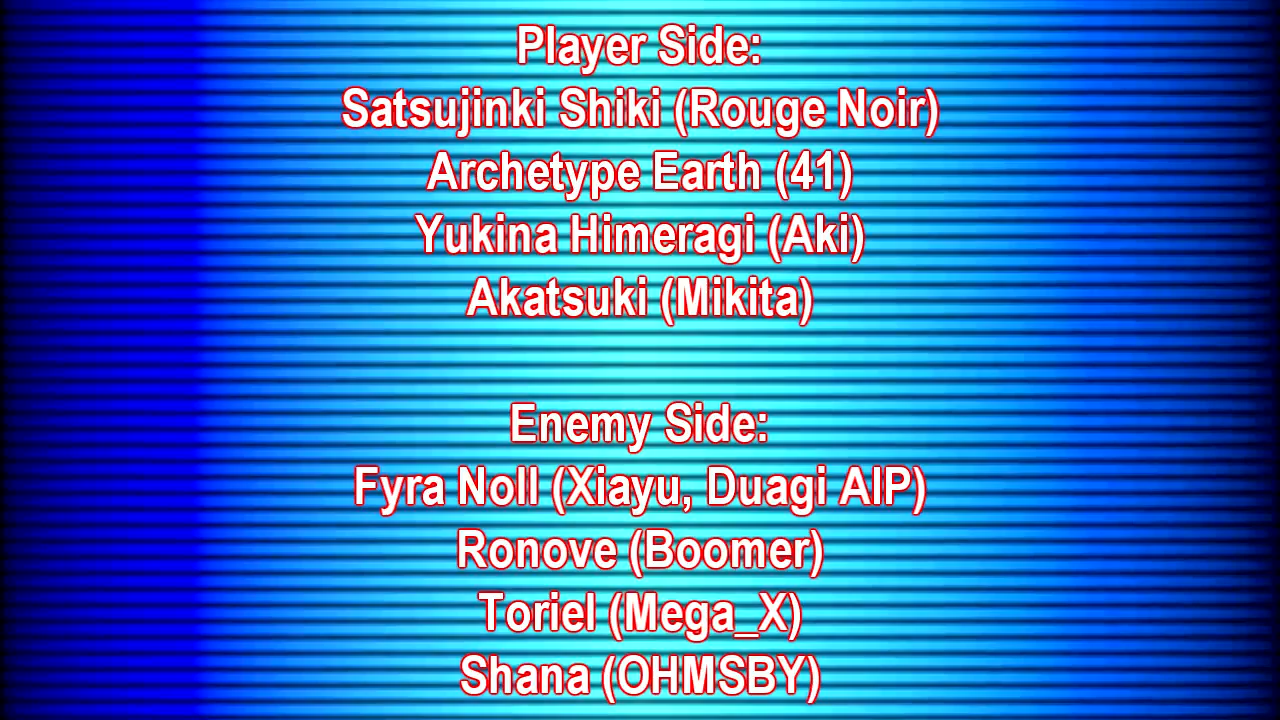 Player Side:
Satsujinki Shiki (Rouge Noir)
Archetype Earth (41)
Yukina Himeragi (Aki)
Akatsuki (Mikita)
Enemy Side:
Fyra Noll (Xiayu, Duagi AIP)
Ronove (Boomer)
Toriel (Mega_X)
Shana (OHMSBY)